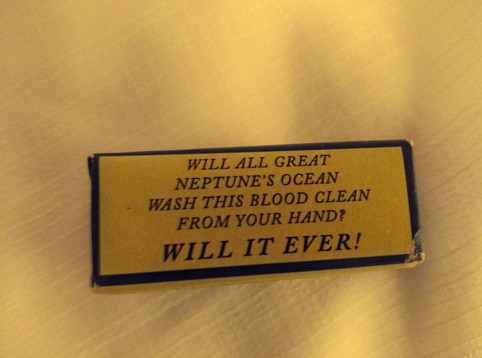 WILL ALL GREAT
NEPTUNE'S OCEAN
WASH THIS BLOOD CLEAN
FROM YOUR HAND?
WILL IT EVER!